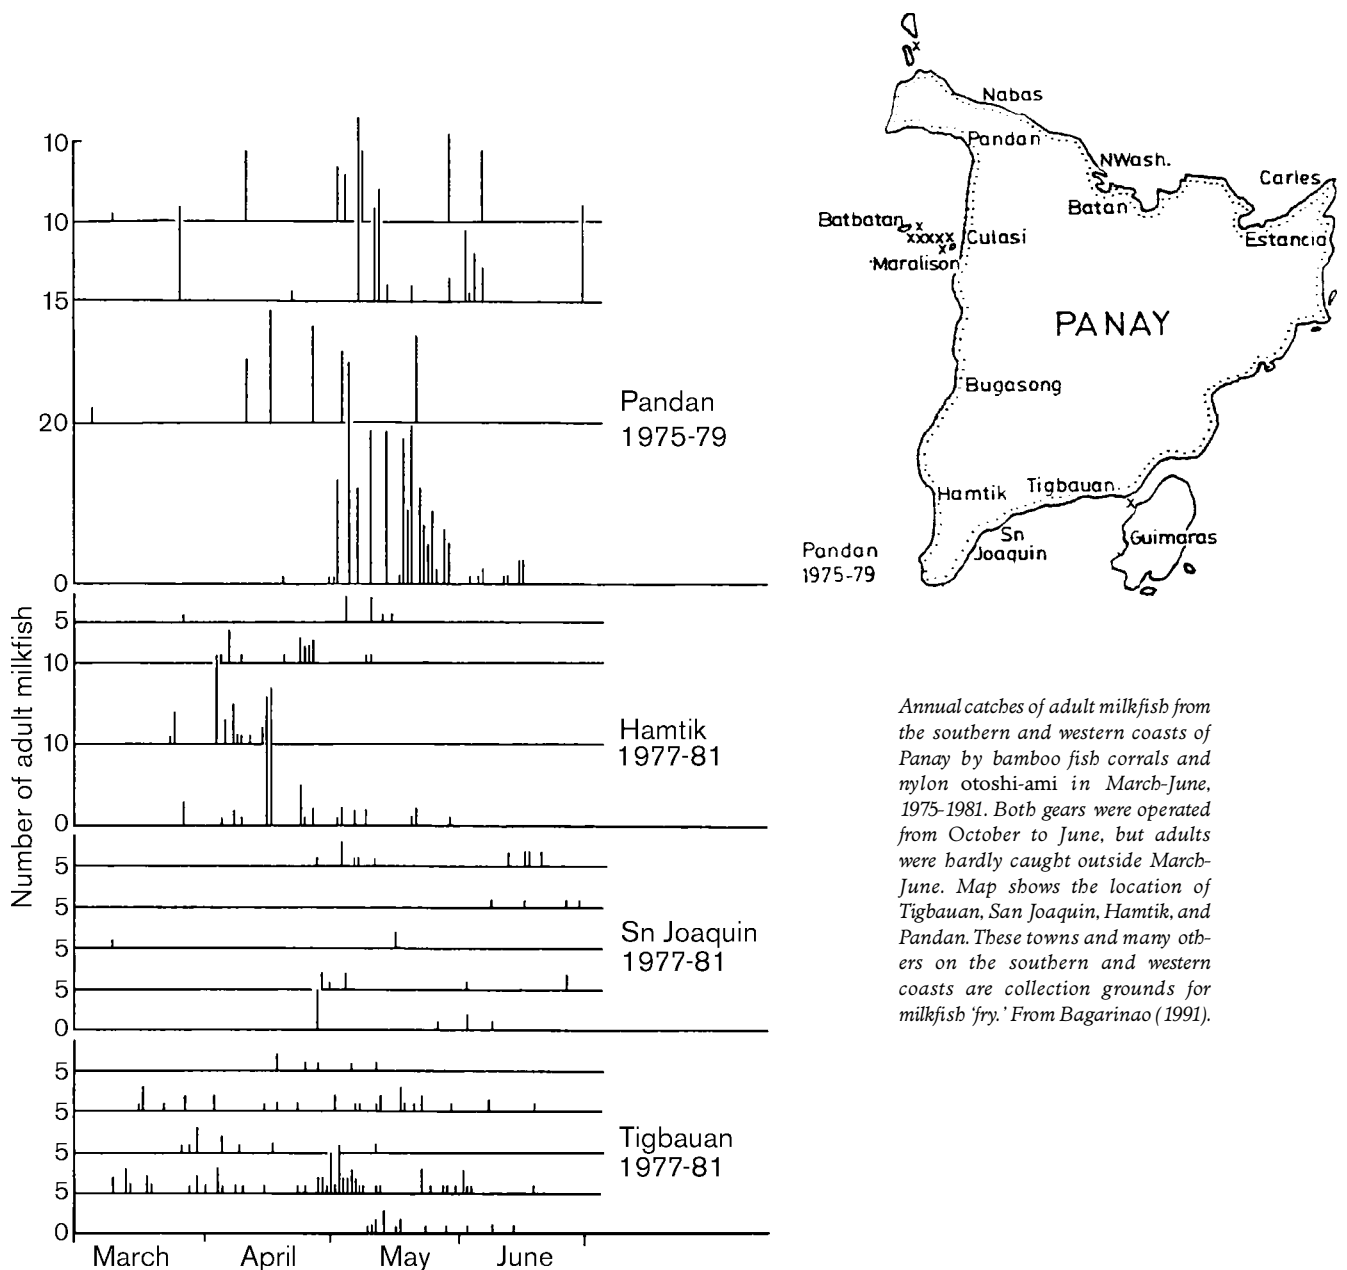 Number of adult milkfish
10
10
15
20
0
Pandan
1975-79
5
10
10
0
Hamtik
1977-81
5
5
5
5
0
Sn Joaquin
1977-81
5
5
5
5
0
Tigbauan
1977-81
March April May June
Nabas
Pandan
NWash.
Caries
Batan
Batbatan
x
xxxxx
x
Culasi
Estancia
Maralison
PANAY
Bugasong
Hamtik
Tigbauan
x
Sn
Joaquin
Guimaras
Pandan
1975-79
x
Annual catches of adult milkfish from
the southern and western coasts of
Panay by bamboo fish corrals and
nylon otoshi-ami in March-June,
1975-1981. Both gears were operated
from October to June, but adults
were hardly caught outside March-
June. Map shows the location of
Tigbauan, San Joaquin, Hamtik, and
Pandan. These towns and many oth-
ers on the southern and western
coasts are collection grounds for
milkfish 'fry.' From Bagarinao (1991).